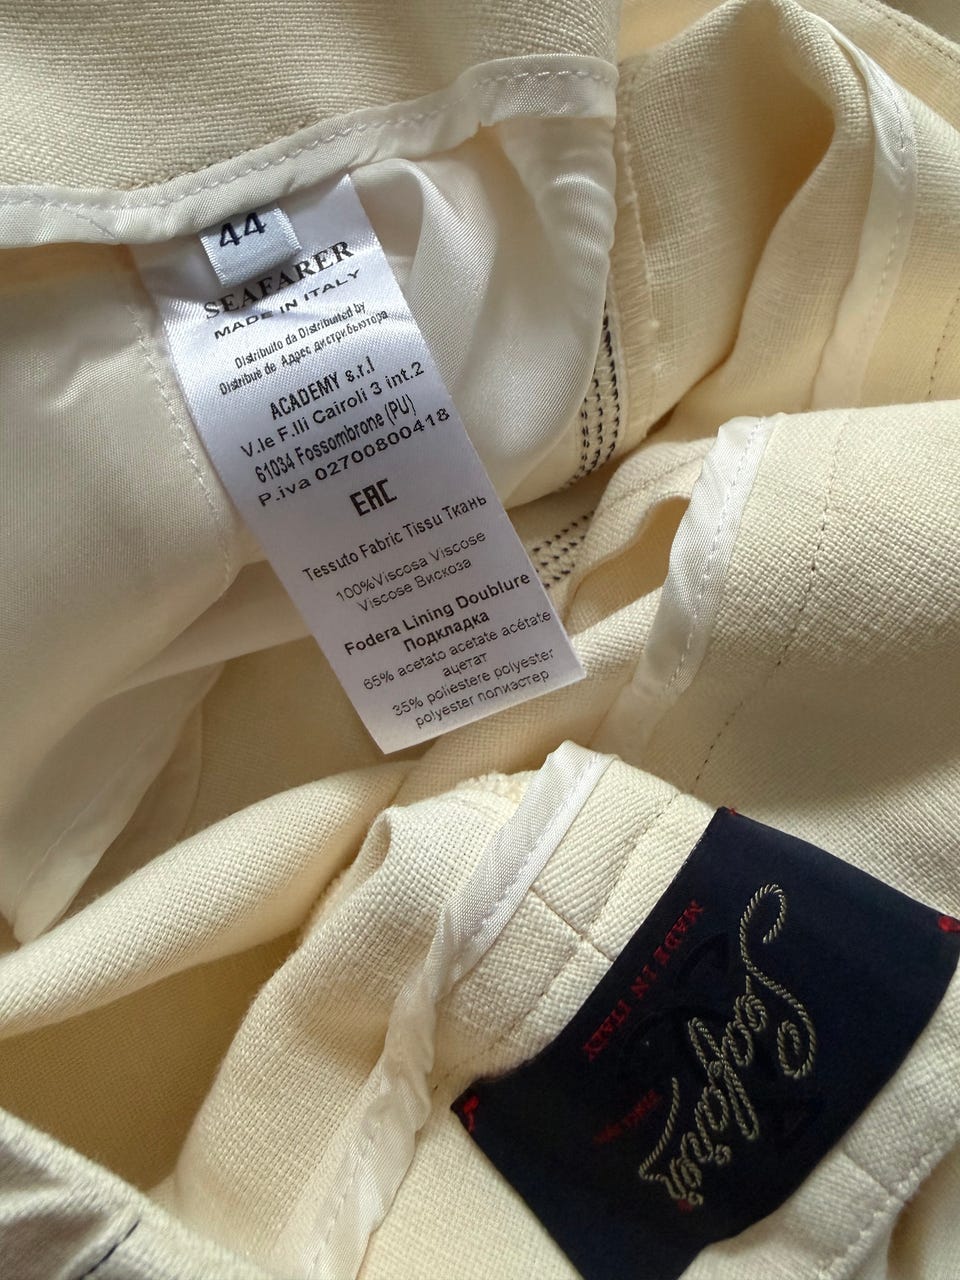 44
SEAFARER
MADE IN ITALY
Distribuito da Distributed by
Distribué de Адрес дистрибьютора
ACADEMY s.r.l
V.le F.lli Cairoli 3 int.2
61034 Fossombrone (PU)
P.iva 02700800418
EAC
Tessuto Fabric Tissu Ткань
100%Viscosa Viscose
Viscose Вискоза
Fodera Lining Doublure
Подкладка
65% acetato acetate acétate
ацетат
35% poliestere polyester
polyester полиэстер
Seafarer
MADE IN ITALY